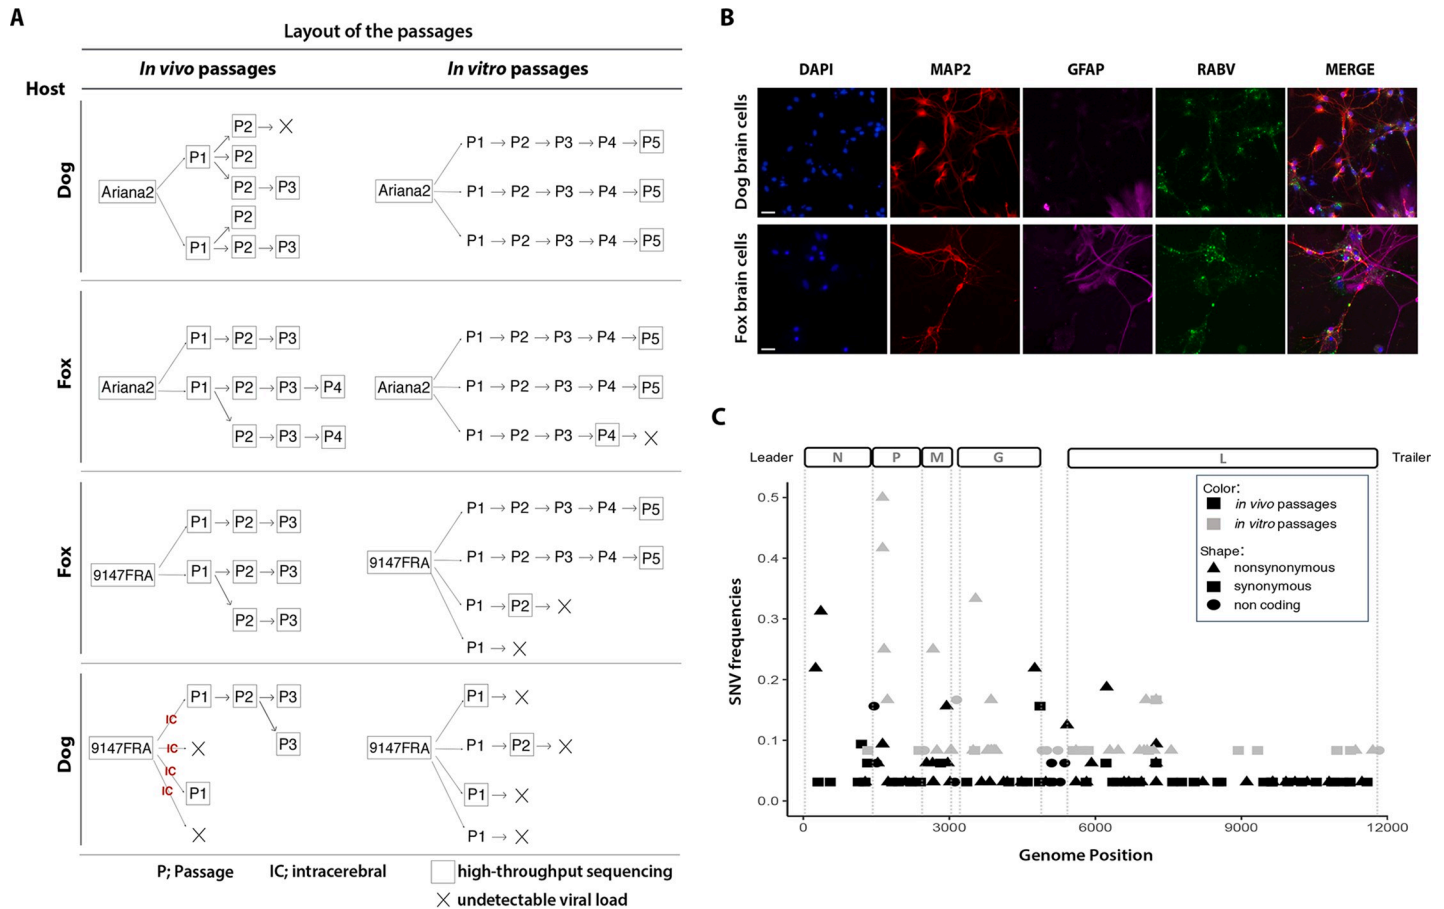 A
Layout of the passages
In vivo passages In vitro passages
Host
Dog
P2 → X
P1 → P2
Ariana2
P2 → P3
P2
P1 → P2 → P3
P1 → P2 → P3 → P4 → P5
Ariana2 P1 → P2 → P3 → P4 → P5
P1 → P2 → P3 → P4 → P5
Fox
P1 → P2 → P3
Ariana2 P1 → P2 → P3 → P4
P2 → P3 → P4
P1 → P2 → P3 → P4 → P5
Ariana2 P1 → P2 → P3 → P4 → P5
P1 → P2 → P3 → P4 → X
Fox
P1 → P2 → P3
9147FRA P1 → P2 → P3
P2 → P3
P1 → P2 → P3 → P4 → P5
9147FRA P1 → P2 → P3 → P4 → P5
P1 → P2 → X
P1 → X
Dog
P1 → P2 → P3
IC
9147FRA IC X P3
IC
IC P1
X
P1 → X
9147FRA P1 → P2 → X
P1 → X
P1 → X
P; Passage IC; intracerebral high-throughput sequencing
X undetectable viral load
B
DAPI MAP2 GFAP RABV MERGE
Dog brain cells
Fox brain cells
C
Leader N P M G L Trailer
SNV frequencies
0.5
0.4
0.3
0.2
0.1
0.0
Color:
in vivo passages
in vitro passages
Shape:
nonsynonymous
synonymous
non coding
0 3000 6000 9000 12000
Genome Position